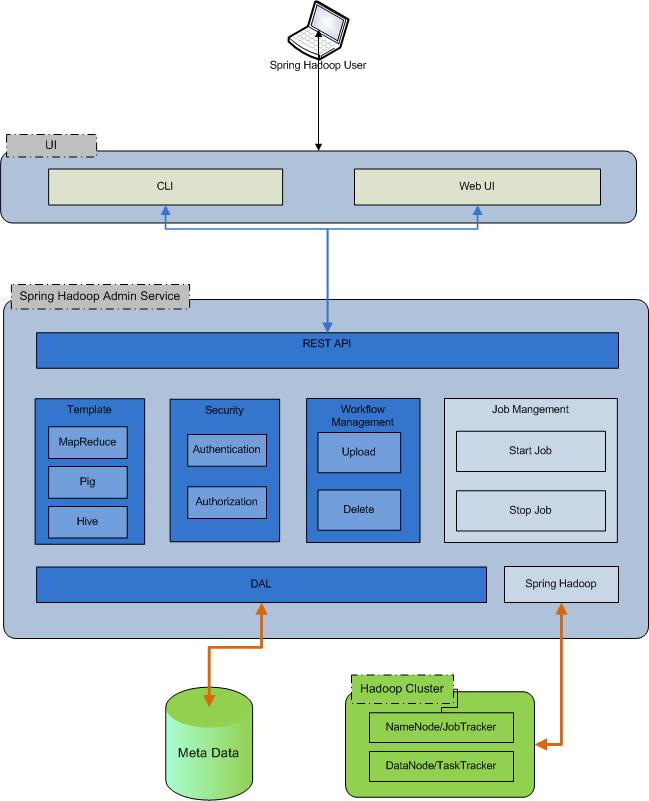 Spring Hadoop User
UI
CLI
Web UI
Spring Hadoop Admin Service
REST API
Template
MapReduce
Pig
Hive
Security
Authentication
Authorization
Workflow
Management
Upload
Delete
Job Mangement
Start Job
Stop Job
DAL
Spring Hadoop
Meta Data
Hadoop Cluster
NameNode/JobTracker
DataNode/TaskTracker